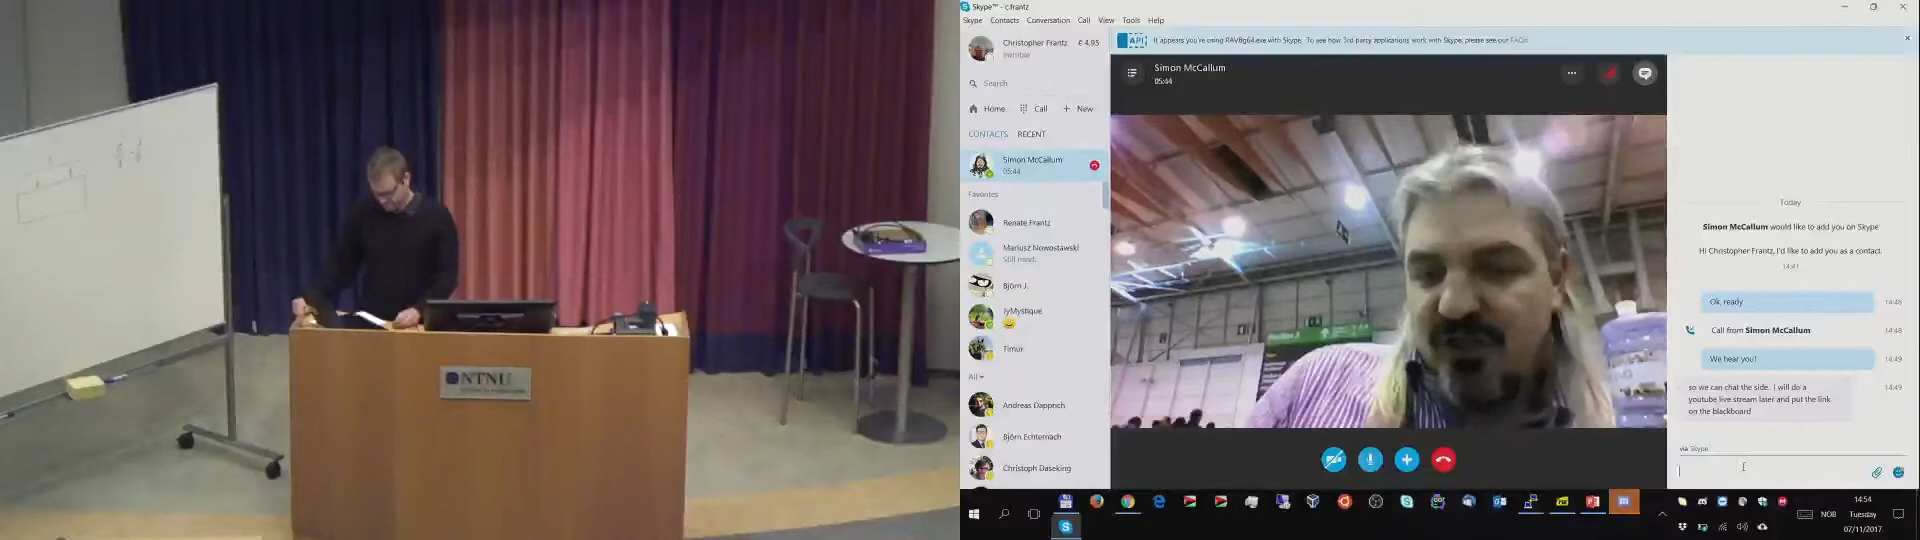 NTNU
Skype™ - c.frantz
Skype Contacts Conversation Call View Tools Help
Christopher Frantz € 4,95
Invisible
Search
Home Call New
CONTACTS RECENT
Simon McCallum
05:44
Favorites
Renate Frantz
Mariusz Nowostawski
Still mind.
Björn J.
IyMystique
Timur
All
Andreas Dapprich
Björn Echternach
Christoph Daseking
API
It appears you're using RAVBg64.exe with Skype. To see how 3rd party applications work with Skype, please see our FAQs
Simon McCallum
05:44
Today
Simon McCallum would like to add you on Skype
Hi Christopher Frantz, I'd like to add you as a contact.
14:41
Ok, ready 14:48
Call from Simon McCallum 14:48
We hear you! 14:49
so we can chat the side. I will do a 14:49
youtube live stream later and put the link
on the blackboard
via Skype
NOB
14:54
Tuesday
07/11/2017